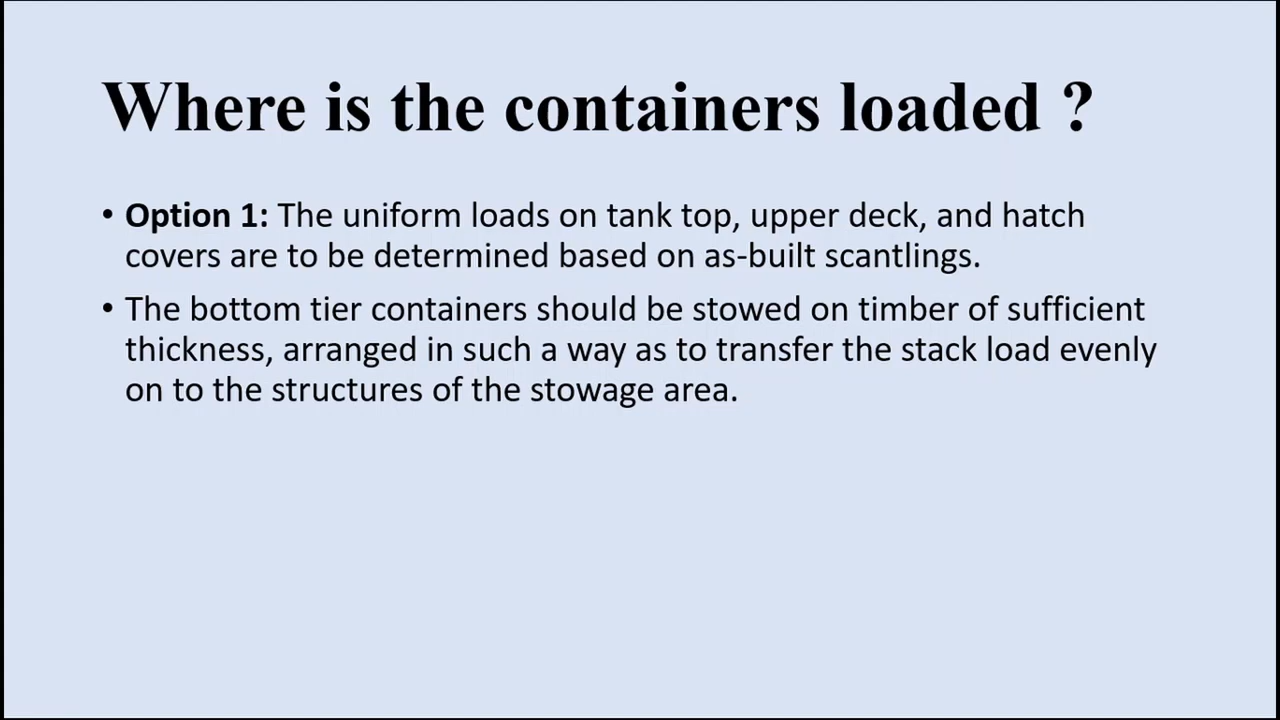 Where is the containers loaded ?
• Option 1: The uniform loads on tank top, upper deck, and hatch
covers are to be determined based on as-built scantlings.
• The bottom tier containers should be stowed on timber of sufficient
thickness, arranged in such a way as to transfer the stack load evenly
on to the structures of the stowage area.